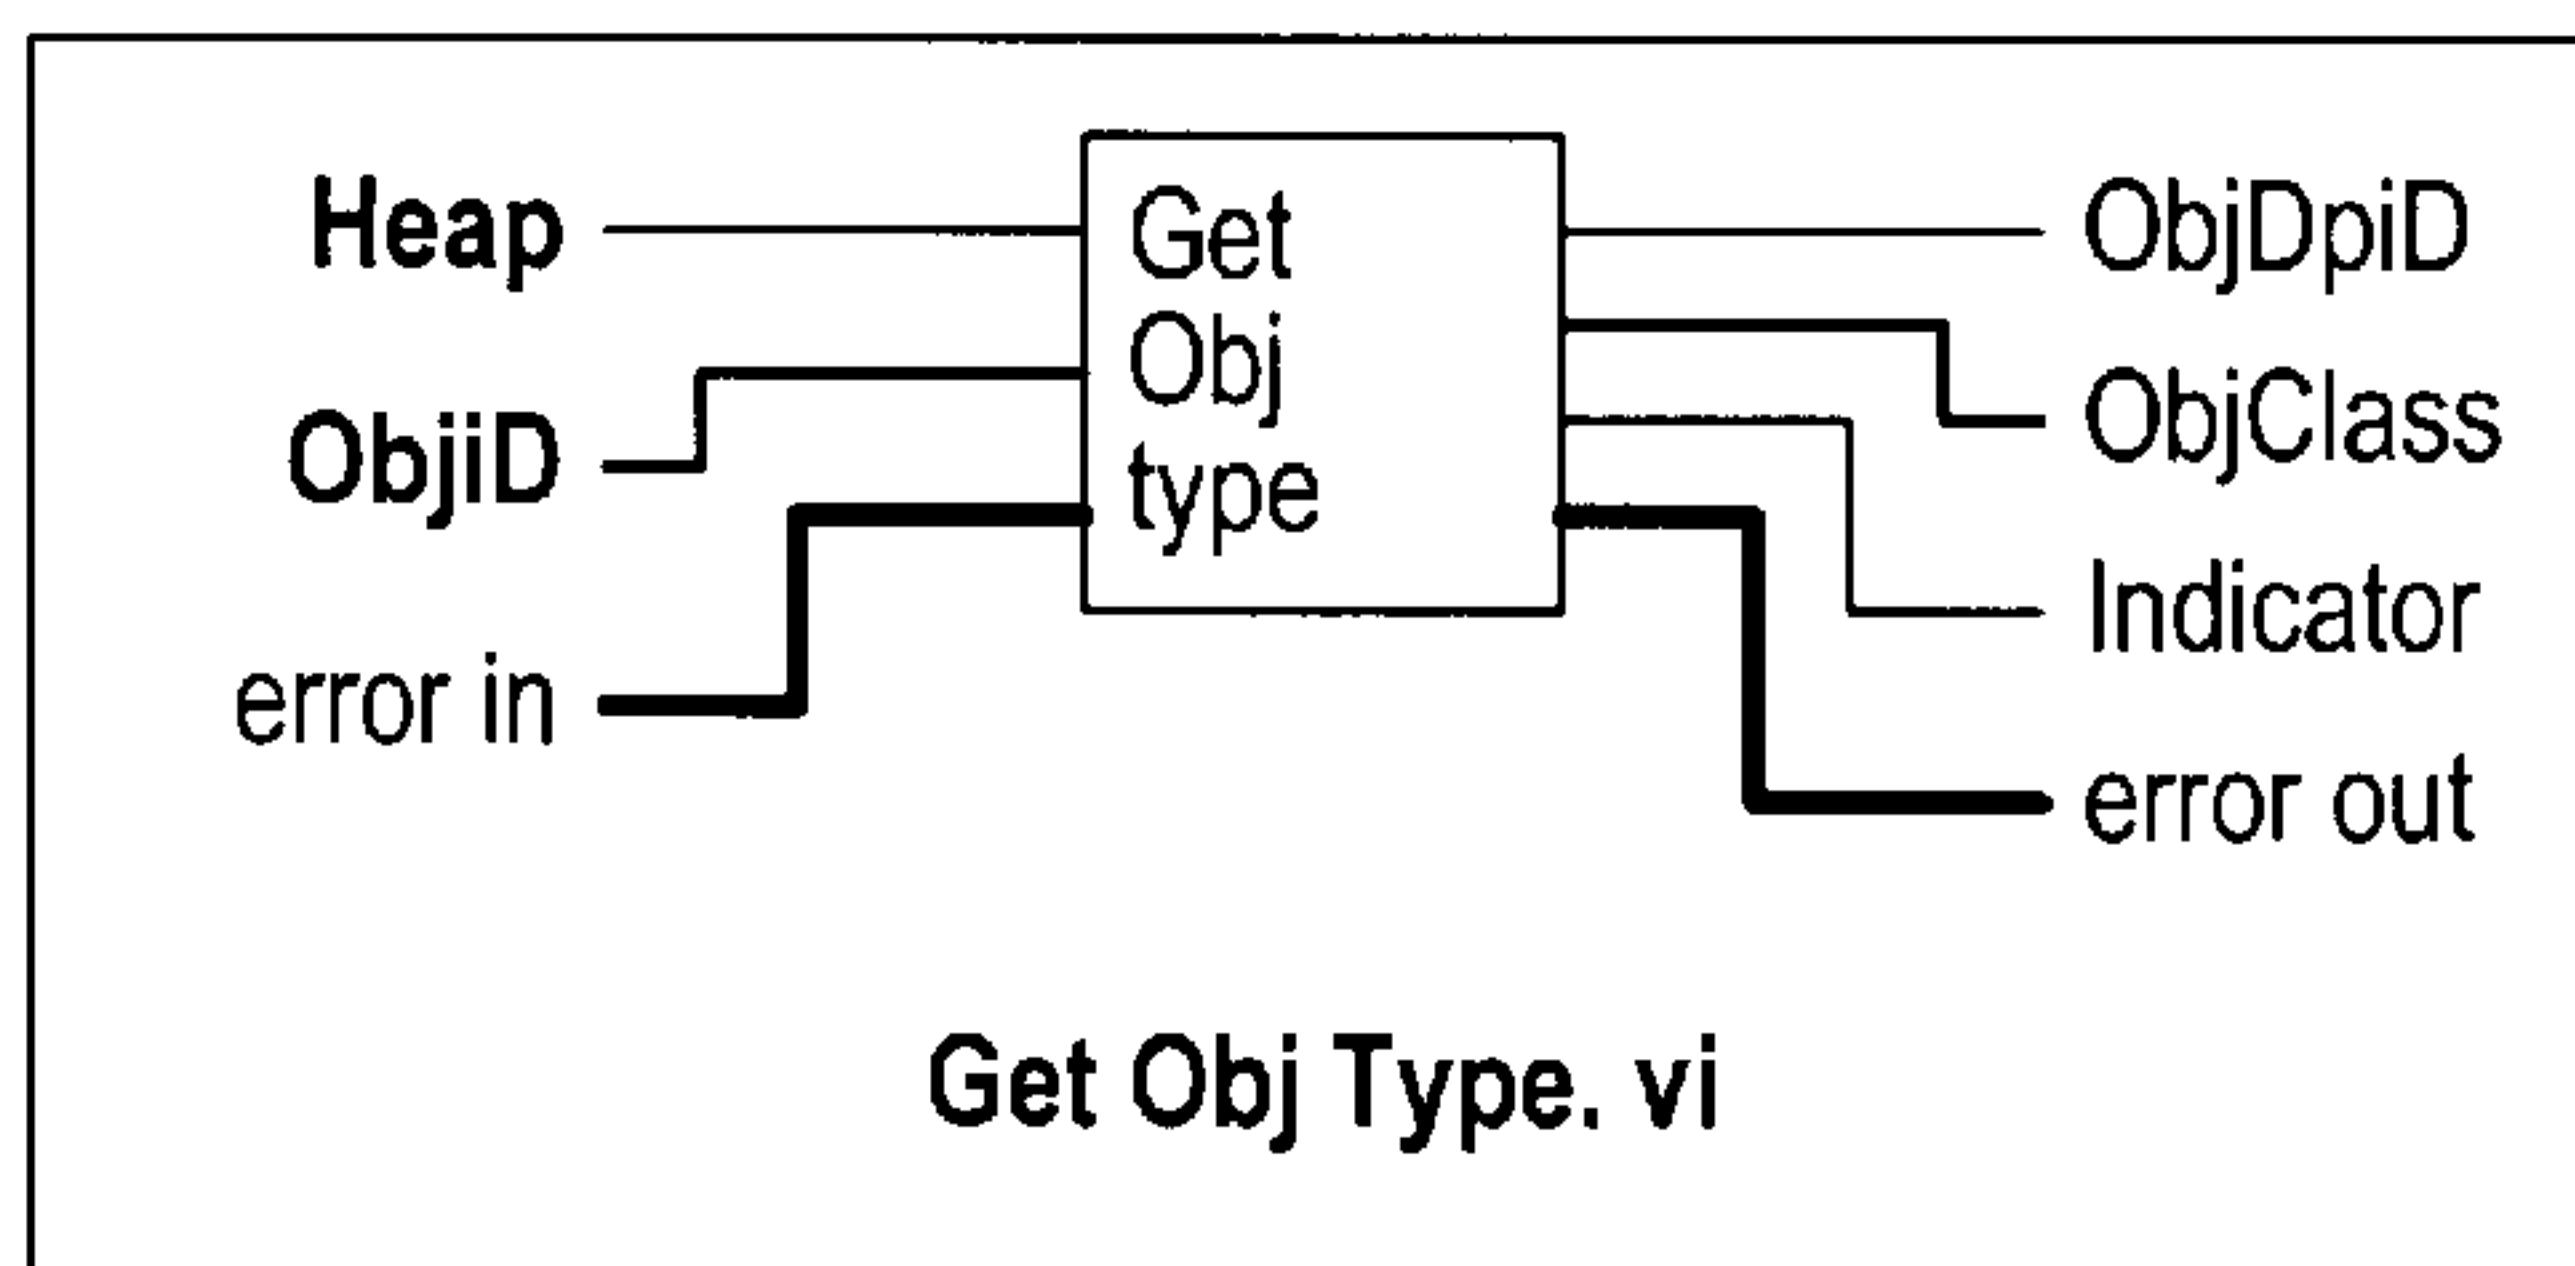 Heap
ObjiD
error in
Get
Obj
type
ObjDpiD
ObjClass
Indicator
error out
Get Obj Type. vi